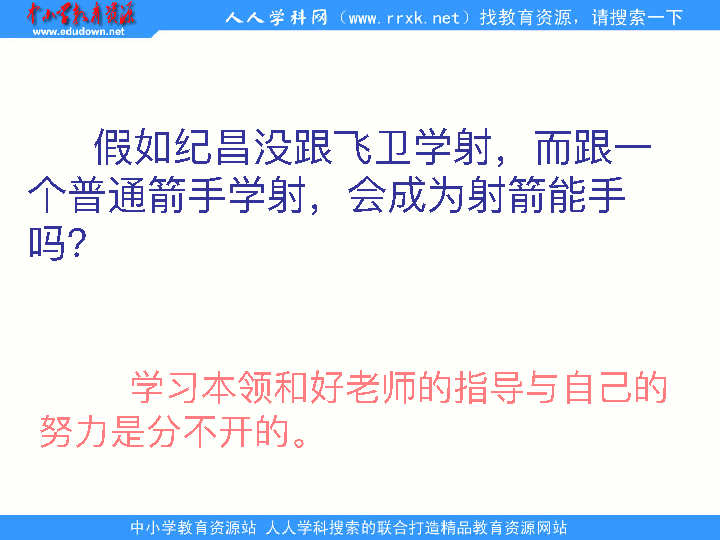 中小学教育资源
www.edudown.net
人人学科网（www.rrxk.net）找教育资源，请搜索一下
假如纪昌没跟飞卫学射，而跟一
个普通箭手学射，会成为射箭能手
吗？
学习本领和好老师的指导与自己的
努力是分不开的。
中小学教育资源站 人人学科搜索的联合打造精品教育资源网站